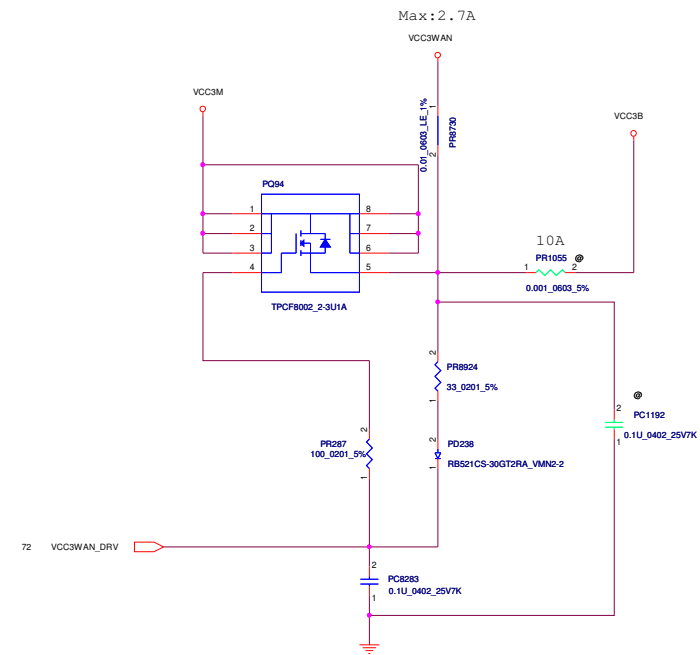 Max:2.7A
VCC3WAN
VCC3M
0.01_0603_LE_1%
1
2
PR8730
VCC3B
PQ94
1
2
3
4
8
7
6
5
TPCF8002_2-3U1A
10A
PR1055
@
1
2
0.001_0603_5%
2
PR8924
33_0201_5%
1
@
2
PC1192
0.1U_0402_25V7K
1
2
PR287
100_0201_5%
1
2
PD238
RB521CS-30GT2RA_VMN2-2
1
72
VCC3WAN_DRV
2
PC8283
0.1U_0402_25V7K
1